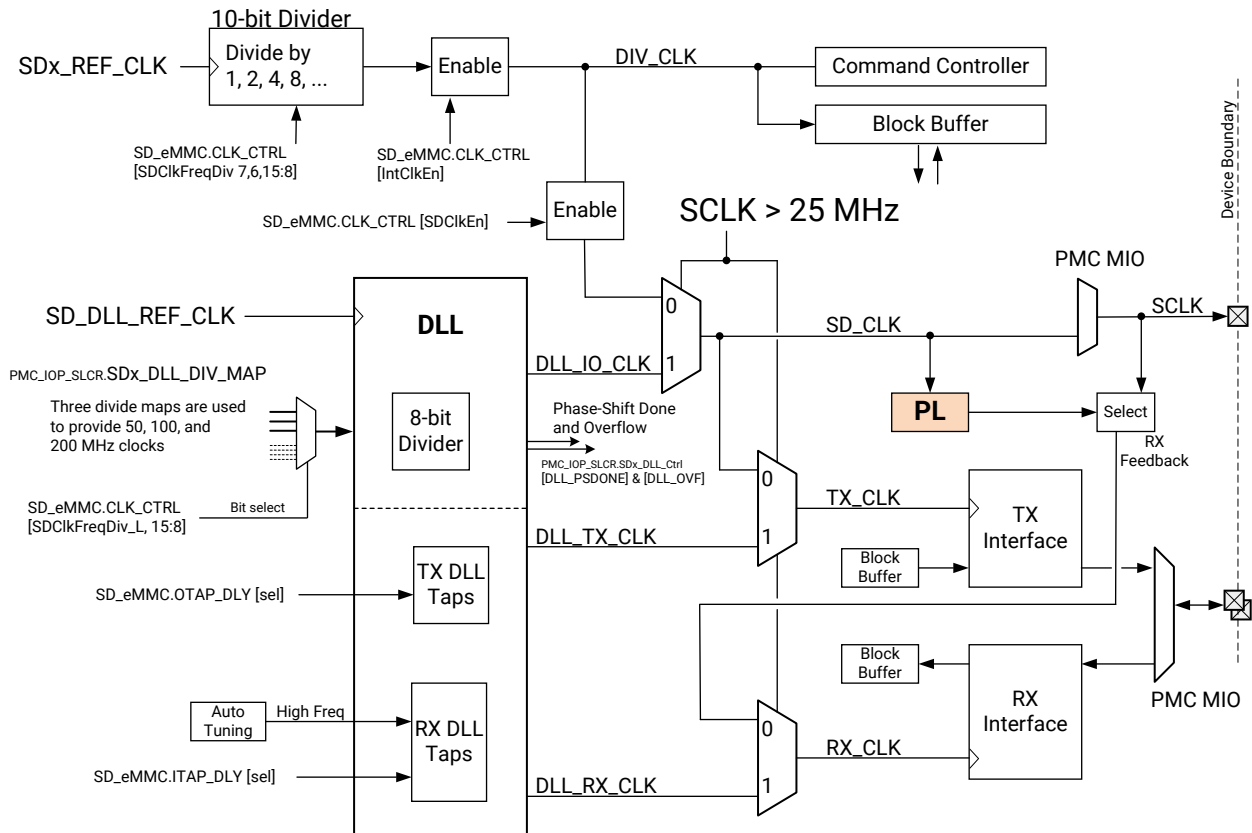 10-bit Divider
SDx_REF_CLK
Divide by
1, 2, 4, 8, ...
Enable
DIV_CLK
Command Controller
Block Buffer
SD_eMMC.CLK_CTRL
[SDClkFreqDiv 7,6,15:8]
SD_eMMC.CLK_CTRL
[IntClkEn]
Device Boundary
SD_eMMC.CLK_CTRL [SDClkEn]
Enable
SCLK > 25 MHz
PMC MIO
SD_DLL_REF_CLK
DLL
0
1
SD_CLK
SCLK
DLL_IO_CLK
PMC_IOP_SLCR.SDx_DLL_DIV_MAP
Three divide maps are used
to provide 50, 100, and
200 MHz clocks
8-bit
Divider
Phase-Shift Done
and Overflow
PMC_IOP_SLCR.SDx_DLL_Ctrl
[DLL_PSDONE] & [DLL_OVF]
PL
Select
RX
Feedback
SD_eMMC.CLK_CTRL
[SDClkFreqDiv_L, 15:8]
Bit select
0
1
TX_CLK
TX
Interface
DLL_TX_CLK
Block
Buffer
TX DLL
Taps
SD_eMMC.OTAP_DLY [sel]
Block
Buffer
RX
Interface
PMC MIO
Auto
Tuning
High Freq
RX DLL
Taps
0
1
RX_CLK
SD_eMMC.ITAP_DLY [sel]
DLL_RX_CLK